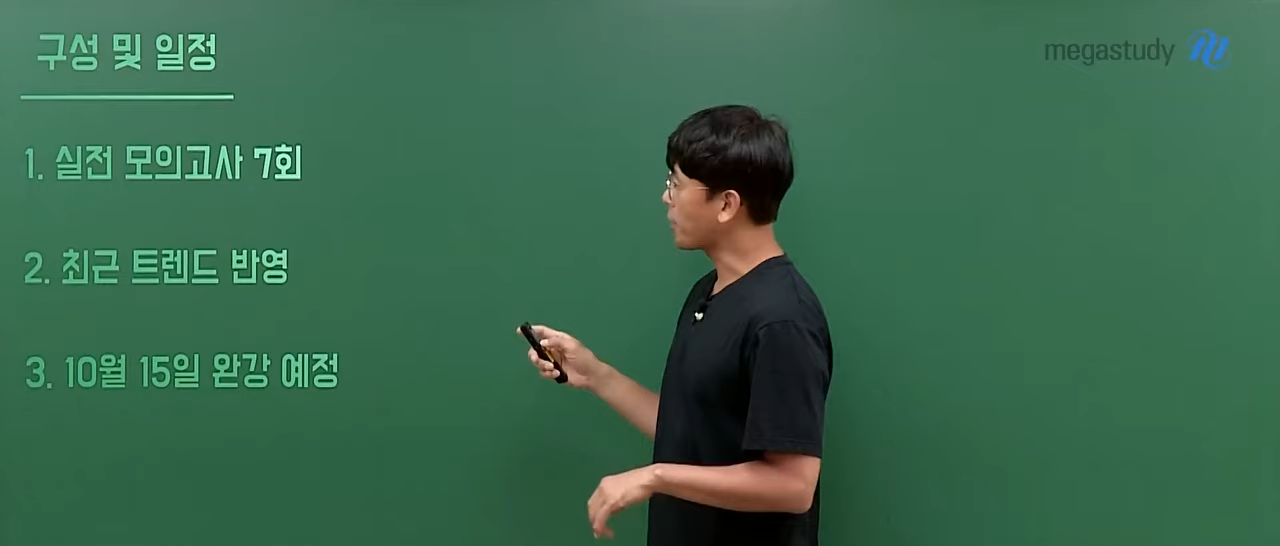 구성 및 일정
megastudy
1. 실전 모의고사 7회
2. 최근 트렌드 반영
3. 10월 15일 완강 예정